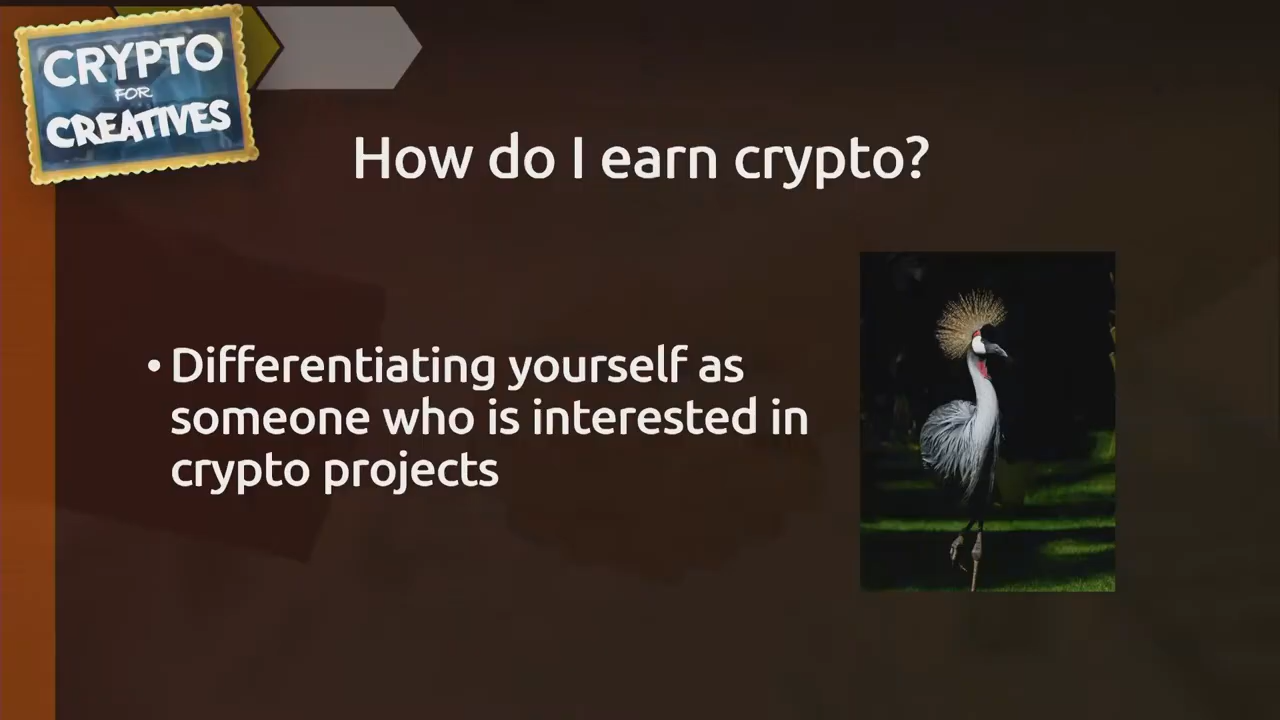 CRYPTO
FOR
CREATIVES
How do I earn crypto?
• Differentiating yourself as
someone who is interested in
crypto projects